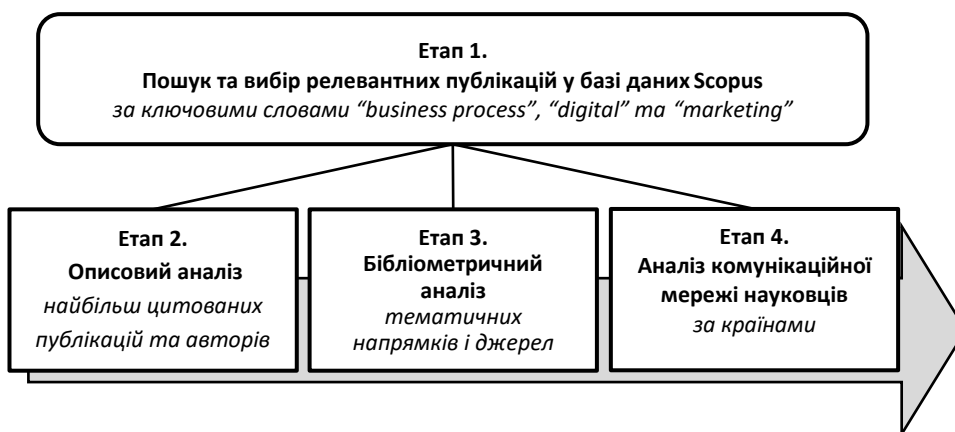 Етап 1.
Пошук та вибір релевантних публікацій у базі даних Scopus
за ключовими словами “business process”, “digital” та “marketing”
Етап 2.
Описовий аналіз
найбільш цитованих
публікацій та авторів
Етап 3.
Бібліометричний
аналіз
тематичних
напрямків і джерел
Етап 4.
Аналіз комунікаційної
мережі науковців
за країнами